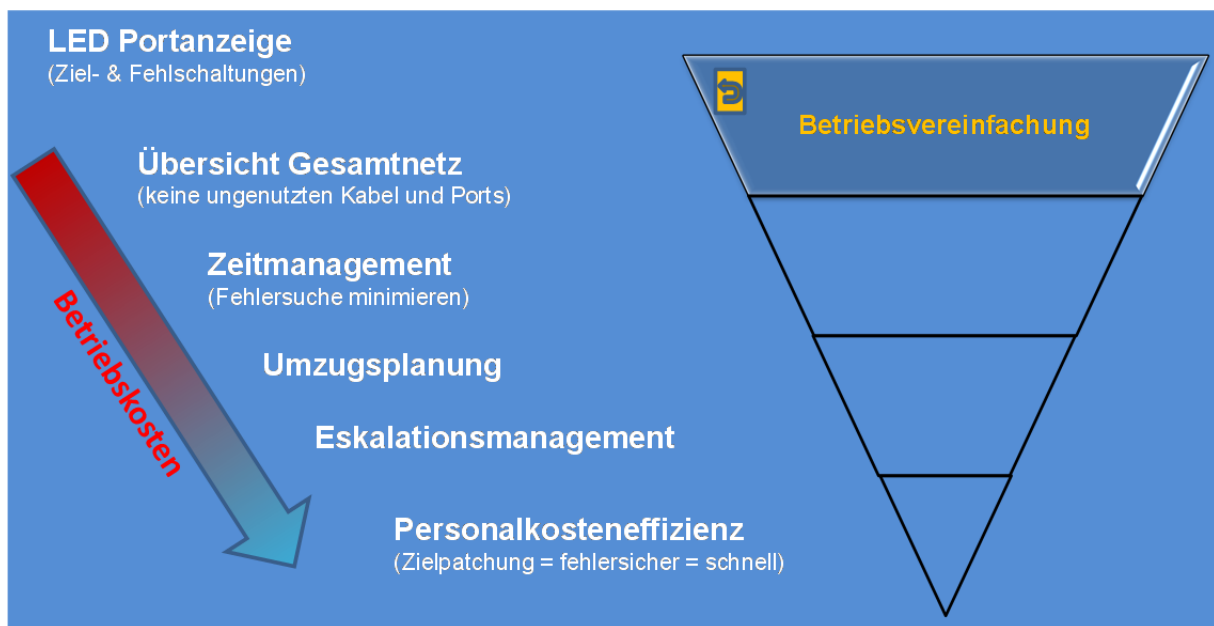 LED Portanzeige
(Ziel- & Fehlschaltungen)
Übersicht Gesamtnetz
(keine ungenutzten Kabel und Ports)
Zeitmanagement
(Fehlersuche minimieren)
Umzugsplanung
Eskalationsmanagement
Personalkosteneffizienz
(Zielpatchung = fehlersicher = schnell)
Betriebskosten
Betriebsvereinfachung